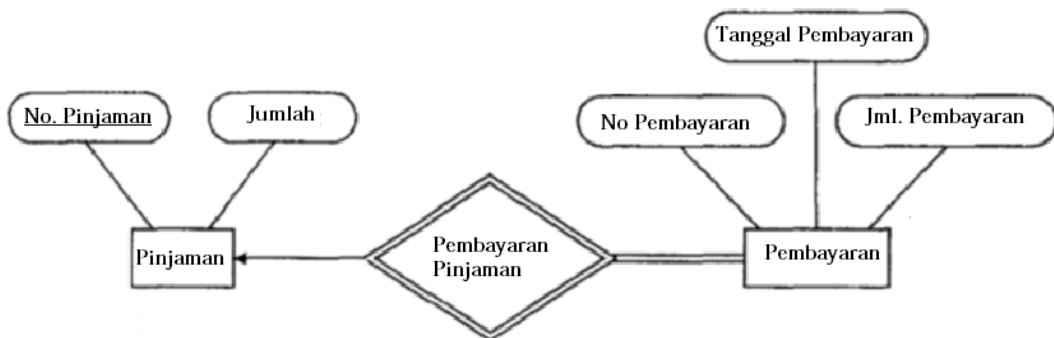 Tanggal Pembayaran
No. Pinjaman
Jumlah
No Pembayaran
Jml. Pembayaran
Pinjaman
Pembayaran
Pinjaman
Pembayaran